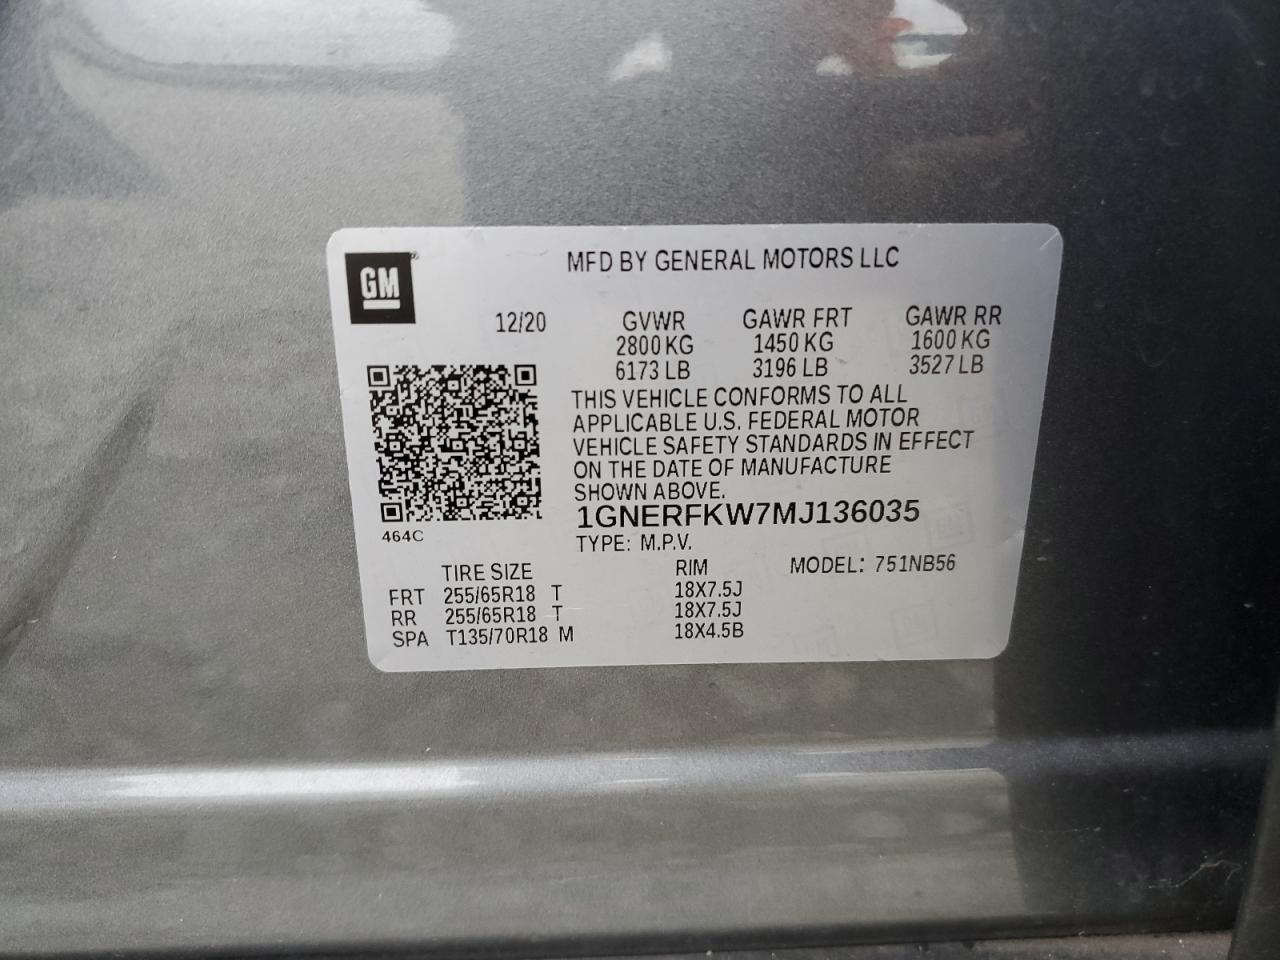 GM®
MFD BY GENERAL MOTORS LLC
12/20
GVWR GAWR FRT GAWR RR
2800 KG 1450 KG 1600 KG
6173 LB 3196 LB 3527 LB
THIS VEHICLE CONFORMS TO ALL
APPLICABLE U.S. FEDERAL MOTOR
VEHICLE SAFETY STANDARDS IN EFFECT
ON THE DATE OF MANUFACTURE
SHOWN ABOVE.
1GNERFKW7MJ136035
464C
TYPE: M.P.V.
TIRE SIZE RIM MODEL: 751NB56
FRT 255/65R18 T 18X7.5J
RR 255/65R18 T 18X7.5J
SPA T135/70R18 M 18X4.5B